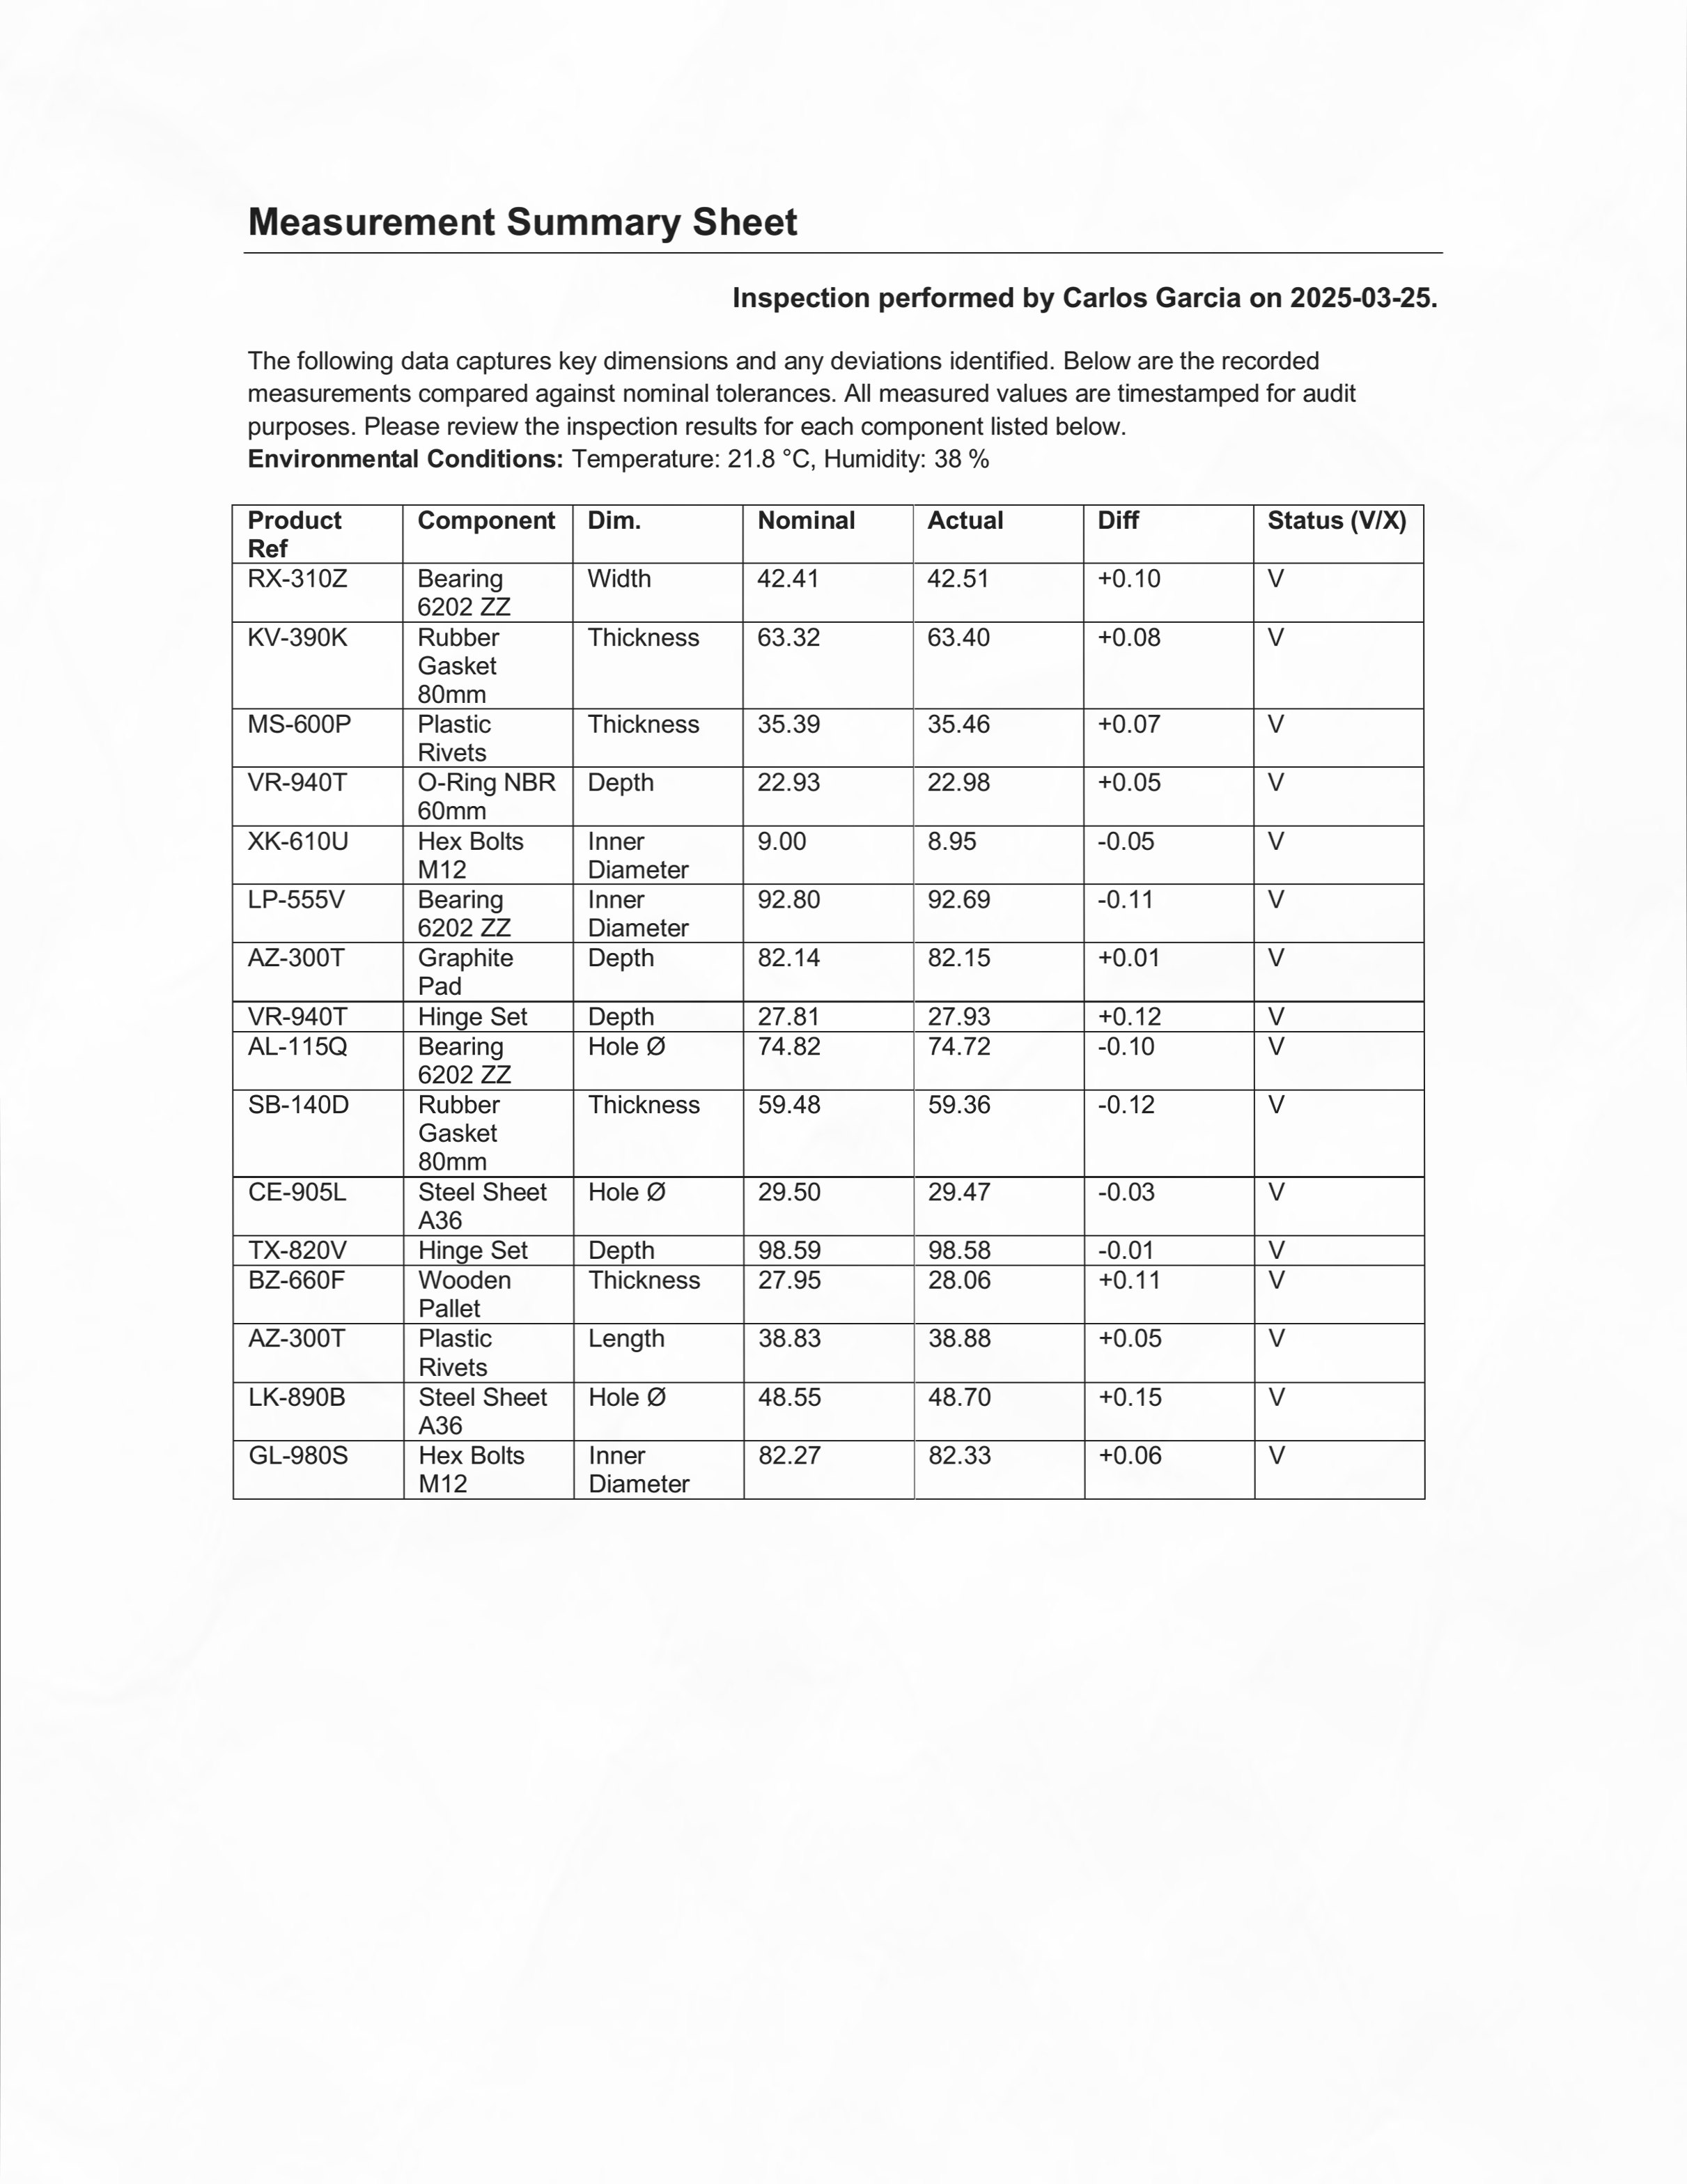 Measurement Summary Sheet
Inspection performed by Carlos Garcia on 2025-03-25.
The following data captures key dimensions and any deviations identified. Below are the recorded
measurements compared against nominal tolerances. All measured values are timestamped for audit
purposes. Please review the inspection results for each component listed below.
Environmental Conditions: Temperature: 21.8 °C, Humidity: 38 %
Product Ref Component Dim. Nominal Actual Diff Status (V/X)
RX-310Z Bearing 6202 ZZ Width 42.41 42.51 +0.10 V
KV-390K Rubber Gasket 80mm Thickness 63.32 63.40 +0.08 V
MS-600P Plastic Rivets Thickness 35.39 35.46 +0.07 V
VR-940T O-Ring NBR 60mm Depth 22.93 22.98 +0.05 V
XK-610U Hex Bolts M12 Inner Diameter 9.00 8.95 -0.05 V
LP-555V Bearing 6202 ZZ Inner Diameter 92.80 92.69 -0.11 V
AZ-300T Graphite Pad Depth 82.14 82.15 +0.01 V
VR-940T Hinge Set Depth 27.81 27.93 +0.12 V
AL-115Q Bearing 6202 ZZ Hole Ø 74.82 74.72 -0.10 V
SB-140D Rubber Gasket 80mm Thickness 59.48 59.36 -0.12 V
CE-905L Steel Sheet A36 Hole Ø 29.50 29.47 -0.03 V
TX-820V Hinge Set Depth 98.59 98.58 -0.01 V
BZ-660F Wooden Pallet Thickness 27.95 28.06 +0.11 V
AZ-300T Plastic Rivets Length 38.83 38.88 +0.05 V
LK-890B Steel Sheet A36 Hole Ø 48.55 48.70 +0.15 V
GL-980S Hex Bolts M12 Inner Diameter 82.27 82.33 +0.06 V